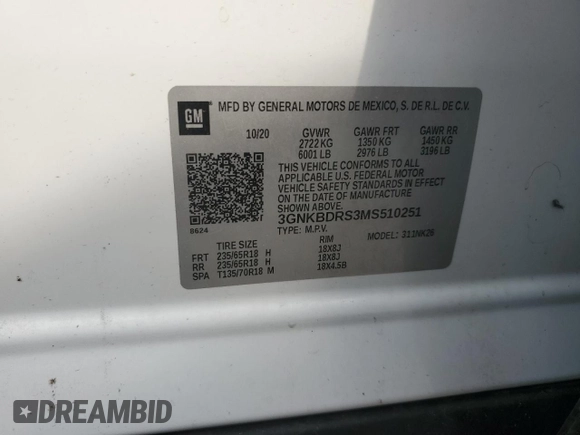 GM
MFD BY GENERAL MOTORS DE MEXICO, S. DE R.L. DE C.V.
10/20 GVWR GAWR FRT GAWR RR
2722 KG 1350 KG 1450 KG
6001 LB 2976 LB 3196 LB
THIS VEHICLE CONFORMS TO ALL
APPLICABLE U.S. FEDERAL MOTOR
VEHICLE SAFETY STANDARDS IN EFFECT
ON THE DATE OF MANUFACTURE
SHOWN ABOVE.
3GNKBDRS3MS510251
8624
TYPE: M.P.V. MODEL: 313NK26
TIRE SIZE RIM
FRT 235/65R18 H 18X8J
RR 235/65R18 H 18X8J
SPA T135/70R18 M 18X4.5B
DREAMBID